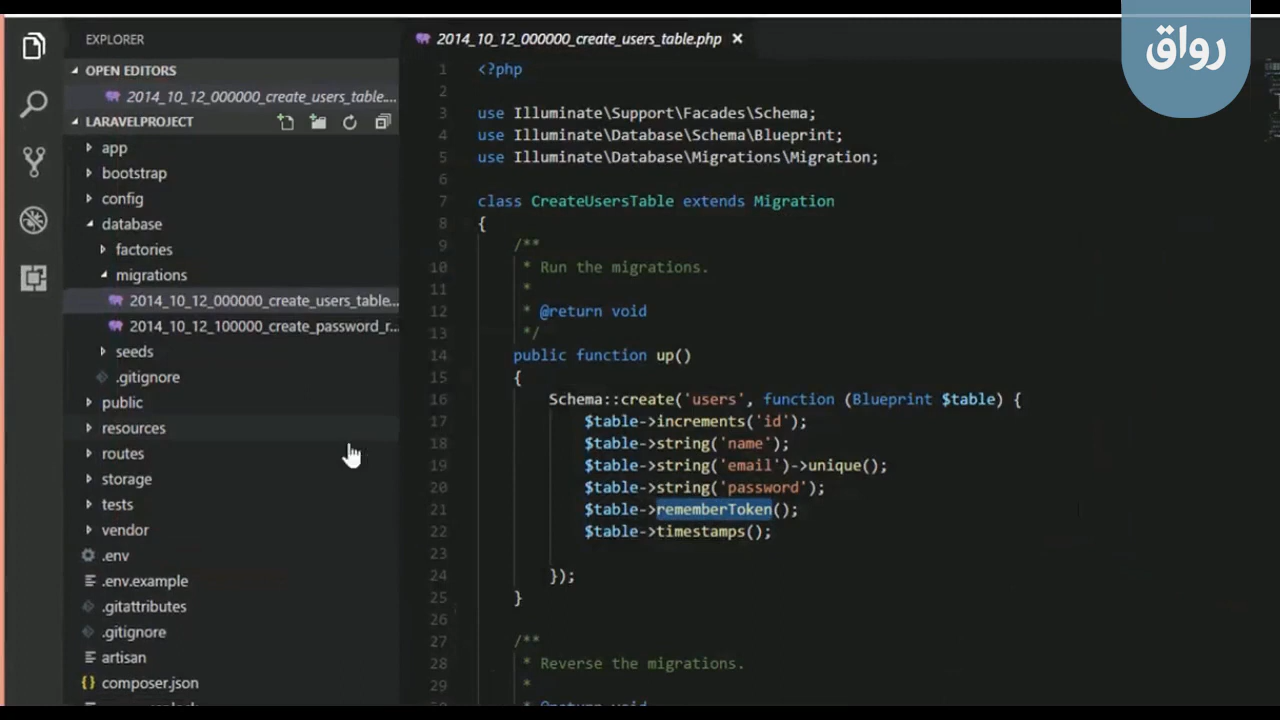 رواق
EXPLORER
OPEN EDITORS
2014_10_12_000000_create_users_table....
LARAVELPROJECT
app
bootstrap
config
database
factories
migrations
2014_10_12_000000_create_users_table...
2014_10_12_100000_create_password_r...
seeds
.gitignore
public
resources
routes
storage
tests
vendor
.env
.env.example
.gitattributes
.gitignore
artisan
composer.json
2014_10_12_000000_create_users_table.php
1 <?php
2
3 use Illuminate\Support\Facades\Schema;
4 use Illuminate\Database\Schema\Blueprint;
5 use Illuminate\Database\Migrations\Migration;
6
7 class CreateUsersTable extends Migration
8 {
9 /**
10 * Run the migrations.
11 *
12 * @return void
13 */
14 public function up()
15 {
16 Schema::create('users', function (Blueprint $table) {
17 $table->increments('id');
18 $table->string('name');
19 $table->string('email')->unique();
20 $table->string('password');
21 $table->rememberToken();
22 $table->timestamps();
23
24 });
25 }
26
27 /**
28 * Reverse the migrations.
29 *